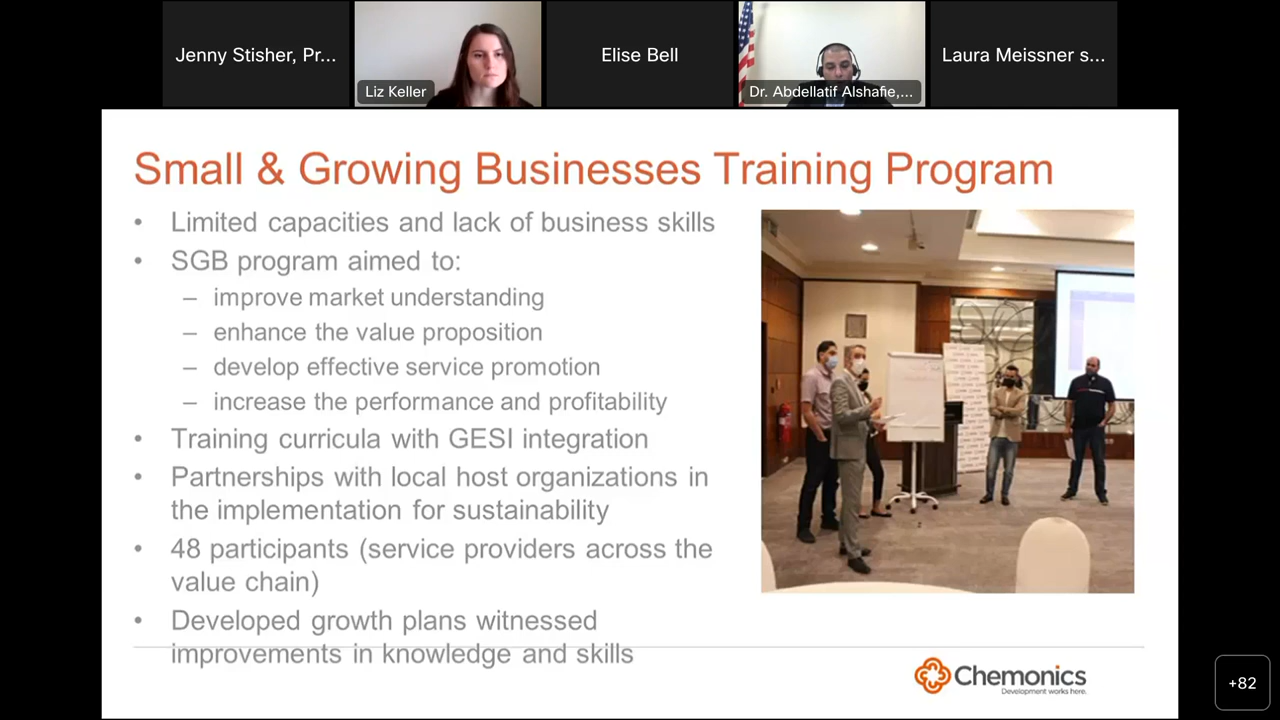 Jenny Stisher, Pr...
Liz Keller
Elise Bell
Dr. Abdellatif Alshafie,...
Laura Meissner s...
Small & Growing Businesses Training Program
• Limited capacities and lack of business skills
• SGB program aimed to:
– improve market understanding
– enhance the value proposition
– develop effective service promotion
– increase the performance and profitability
• Training curricula with GESI integration
• Partnerships with local host organizations in
the implementation for sustainability
• 48 participants (service providers across the
value chain)
• Developed growth plans witnessed
improvements in knowledge and skills
Chemonics
Development works here.
+82